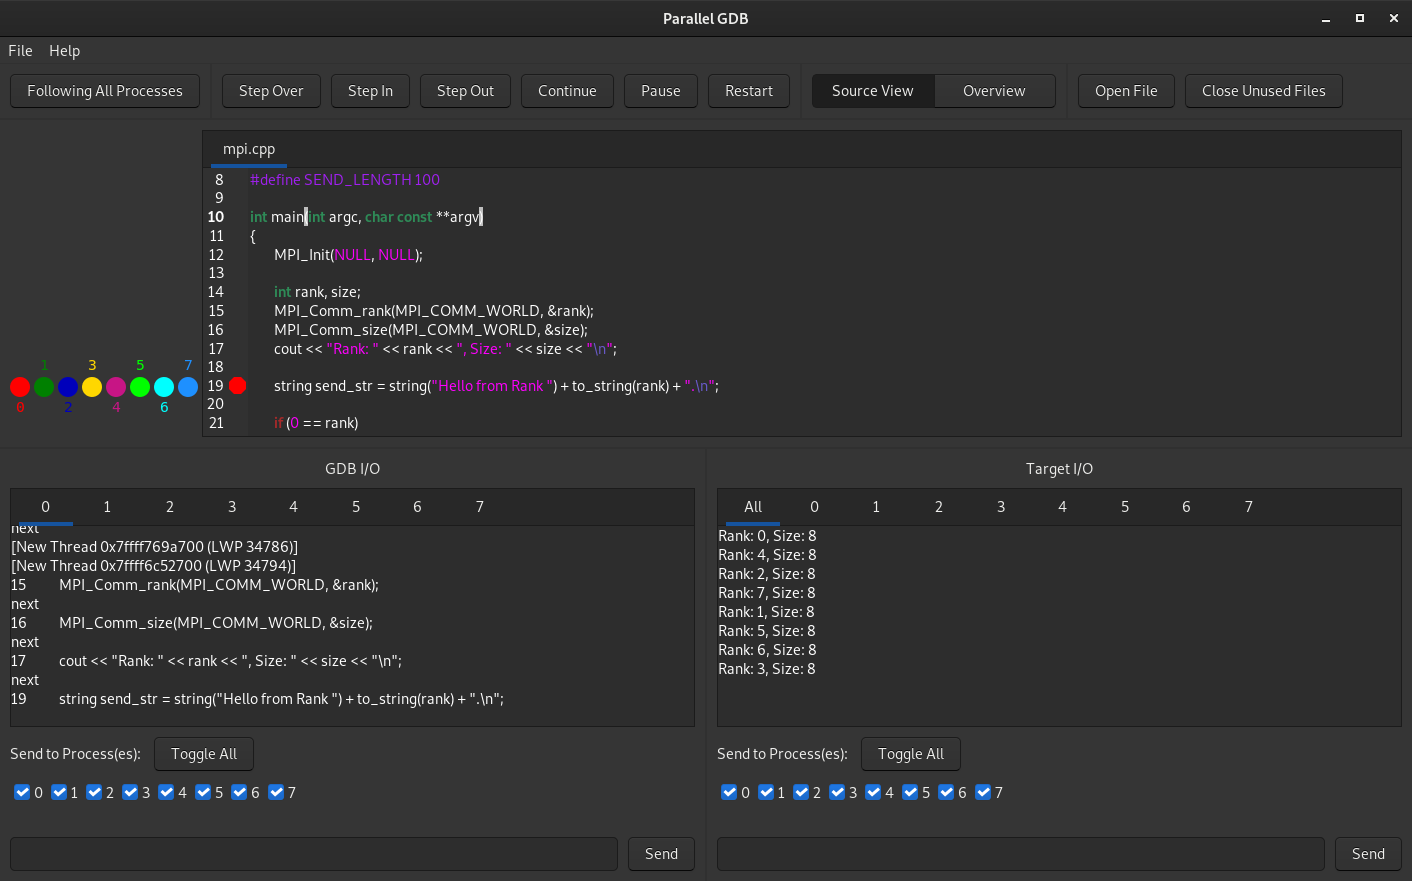 Parallel GDB
File Help
Following All Processes Step Over Step In Step Out Continue Pause Restart Source View Overview Open File Close Unused Files
mpi.cpp
8 #define SEND_LENGTH 100
9
10 int main(int argc, char const **argv)
11 {
12 MPI_Init(NULL, NULL);
13
14 int rank, size;
15 MPI_Comm_rank(MPI_COMM_WORLD, &rank);
16 MPI_Comm_size(MPI_COMM_WORLD, &size);
17 cout << "Rank: " << rank << ", Size: " << size << "\n";
18
1 3 5 7
19 string send_str = string("Hello from Rank ") + to_string(rank) + ".\n";
0 2 4 6
20
21 if (0 == rank)
GDB I/O
0 1 2 3 4 5 6 7
next
[New Thread 0x7ffff769a700 (LWP 34786)]
[New Thread 0x7ffff6c52700 (LWP 34794)]
15 MPI_Comm_rank(MPI_COMM_WORLD, &rank);
next
16 MPI_Comm_size(MPI_COMM_WORLD, &size);
next
17 cout << "Rank: " << rank << ", Size: " << size << "\n";
next
19 string send_str = string("Hello from Rank ") + to_string(rank) + ".\n";
Send to Process(es): Toggle All
0 1 2 3 4 5 6 7
Send
Target I/O
All 0 1 2 3 4 5 6 7
Rank: 0, Size: 8
Rank: 4, Size: 8
Rank: 2, Size: 8
Rank: 7, Size: 8
Rank: 1, Size: 8
Rank: 5, Size: 8
Rank: 6, Size: 8
Rank: 3, Size: 8
Send to Process(es): Toggle All
0 1 2 3 4 5 6 7
Send